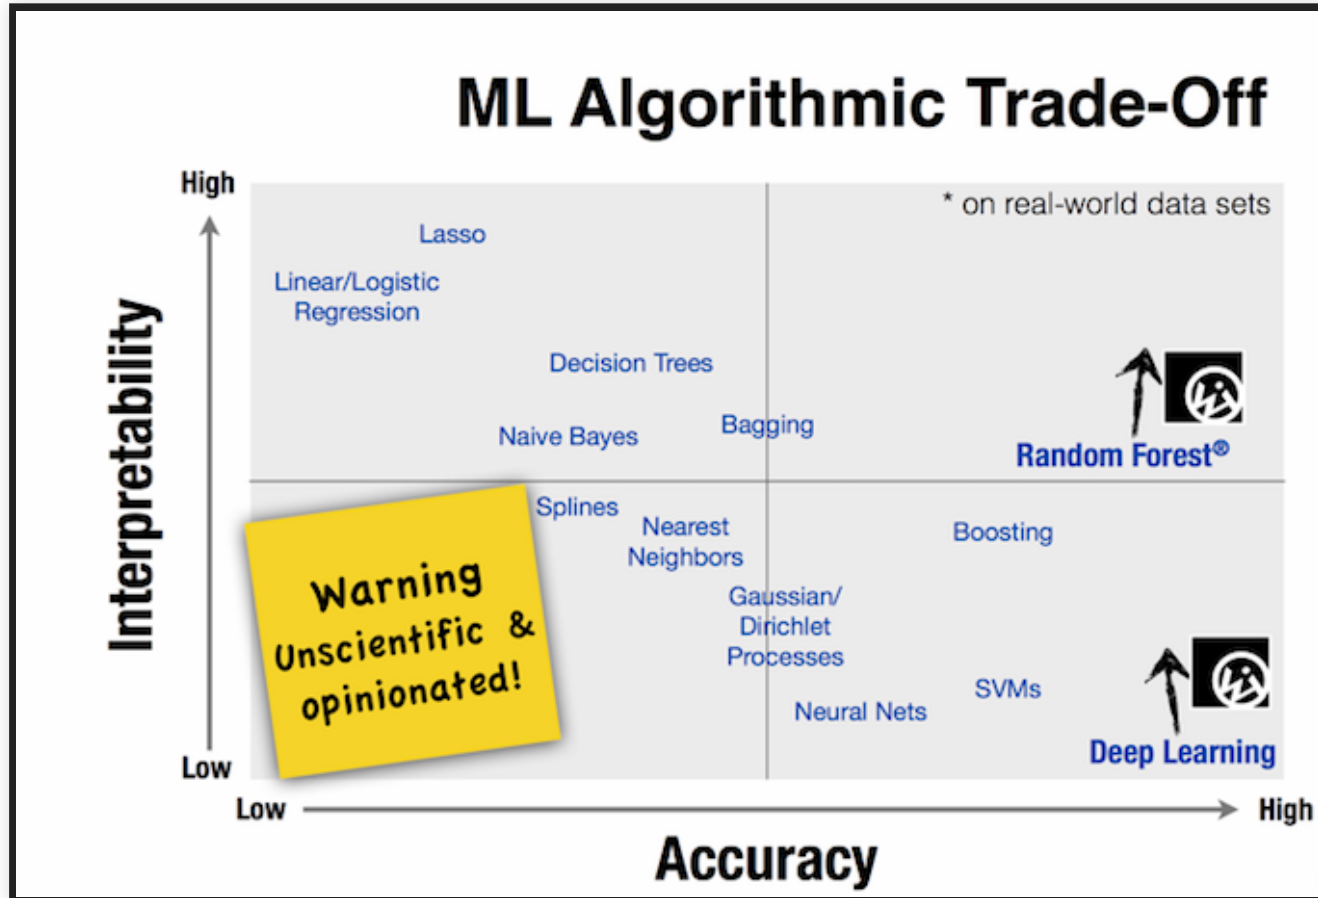 ML Algorithmic Trade-Off
High
* on real-world data sets
Lasso
Linear/Logistic
Regression
Decision Trees
Naive Bayes
Bagging
Random Forest®
Interpretability
Splines
Nearest
Neighbors
Boosting
Warning
Unscientific &
opinionated!
Gaussian/
Dirichlet
Processes
SVMs
Neural Nets
Deep Learning
Low
Low
High
Accuracy